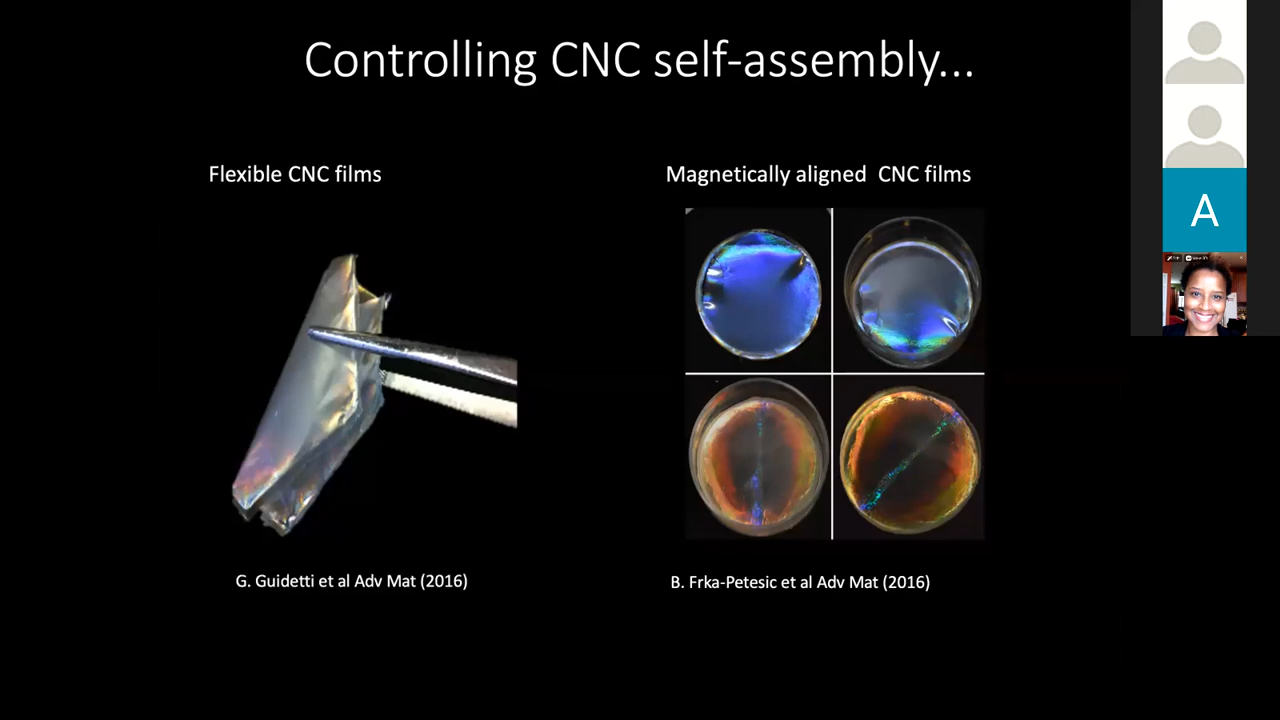 Controlling CNC self-assembly...
Flexible CNC films
Magnetically aligned CNC films
G. Guidetti et al Adv Mat (2016)
B. Frka-Petesic et al Adv Mat (2016)
A